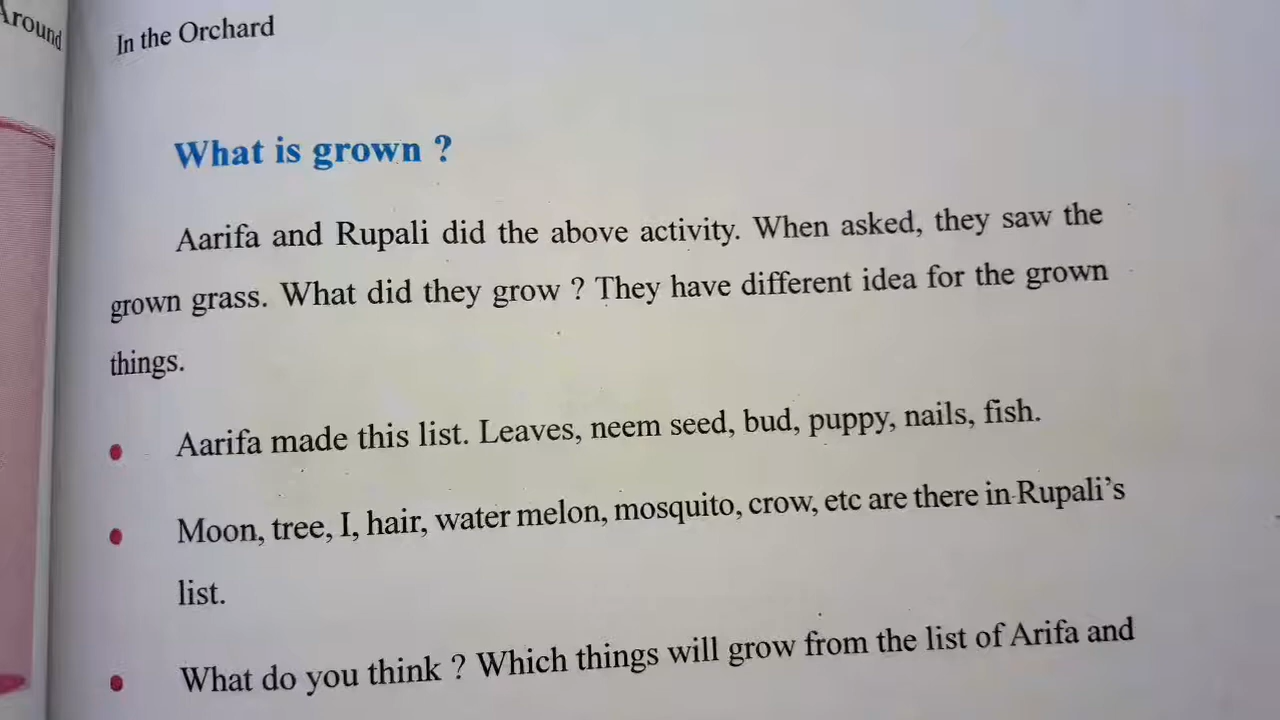 Around
In the Orchard
What is grown ?
Aarifa and Rupali did the above activity. When asked, they saw the
grown grass. What did they grow ? They have different idea for the grown
things.
Aarifa made this list. Leaves, neem seed, bud, puppy, nails, fish.
Moon, tree, I, hair, water melon, mosquito, crow, etc are there in Rupali's
list.
What do you think ? Which things will grow from the list of Arifa and